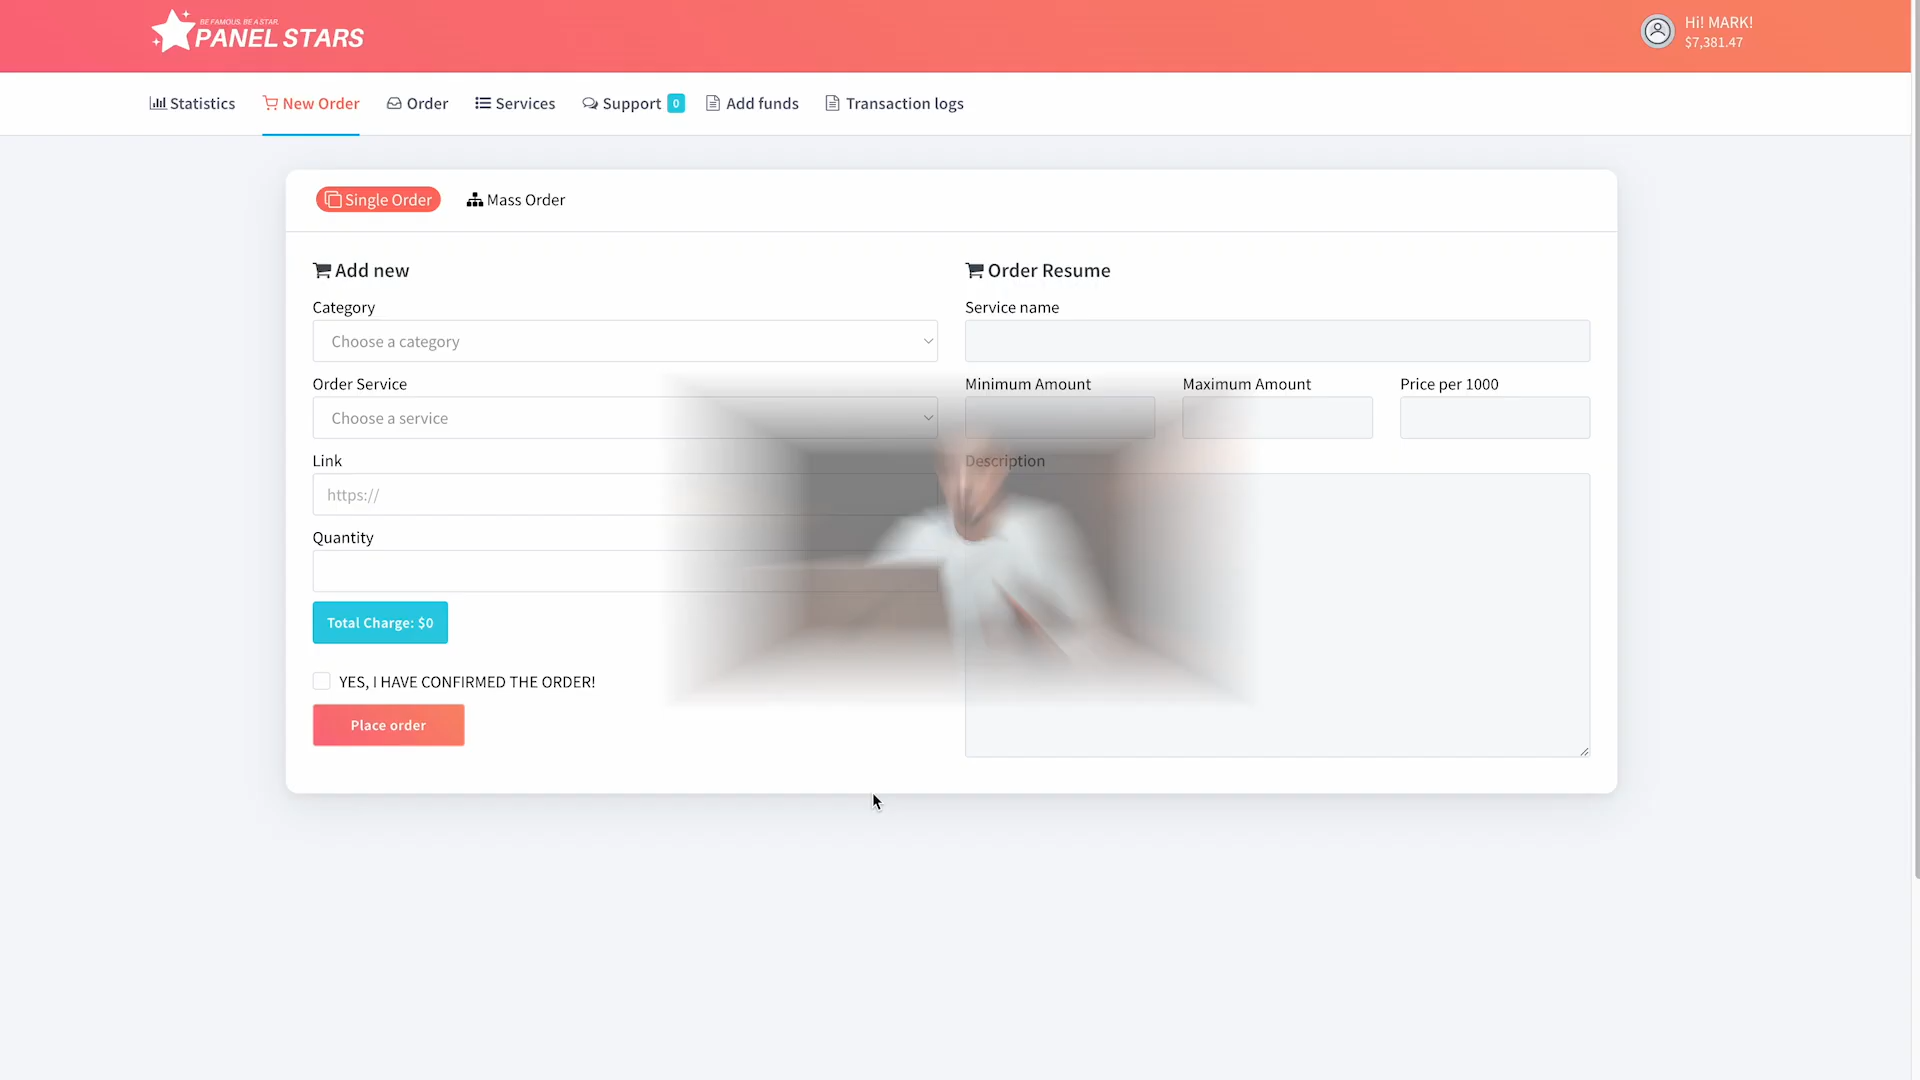 BE FAMOUS. BE A STAR.
PANEL STARS
Hi! MARK!
$7,381.47
Statistics
New Order
Order
Services
Support 0
Add funds
Transaction logs
Single Order
Mass Order
Add new
Category
Choose a category
Order Service
Choose a service
Link
https://
Quantity
Total Charge: $0
YES, I HAVE CONFIRMED THE ORDER!
Place order
Order Resume
Service name
Minimum Amount
Maximum Amount
Price per 1000
Description